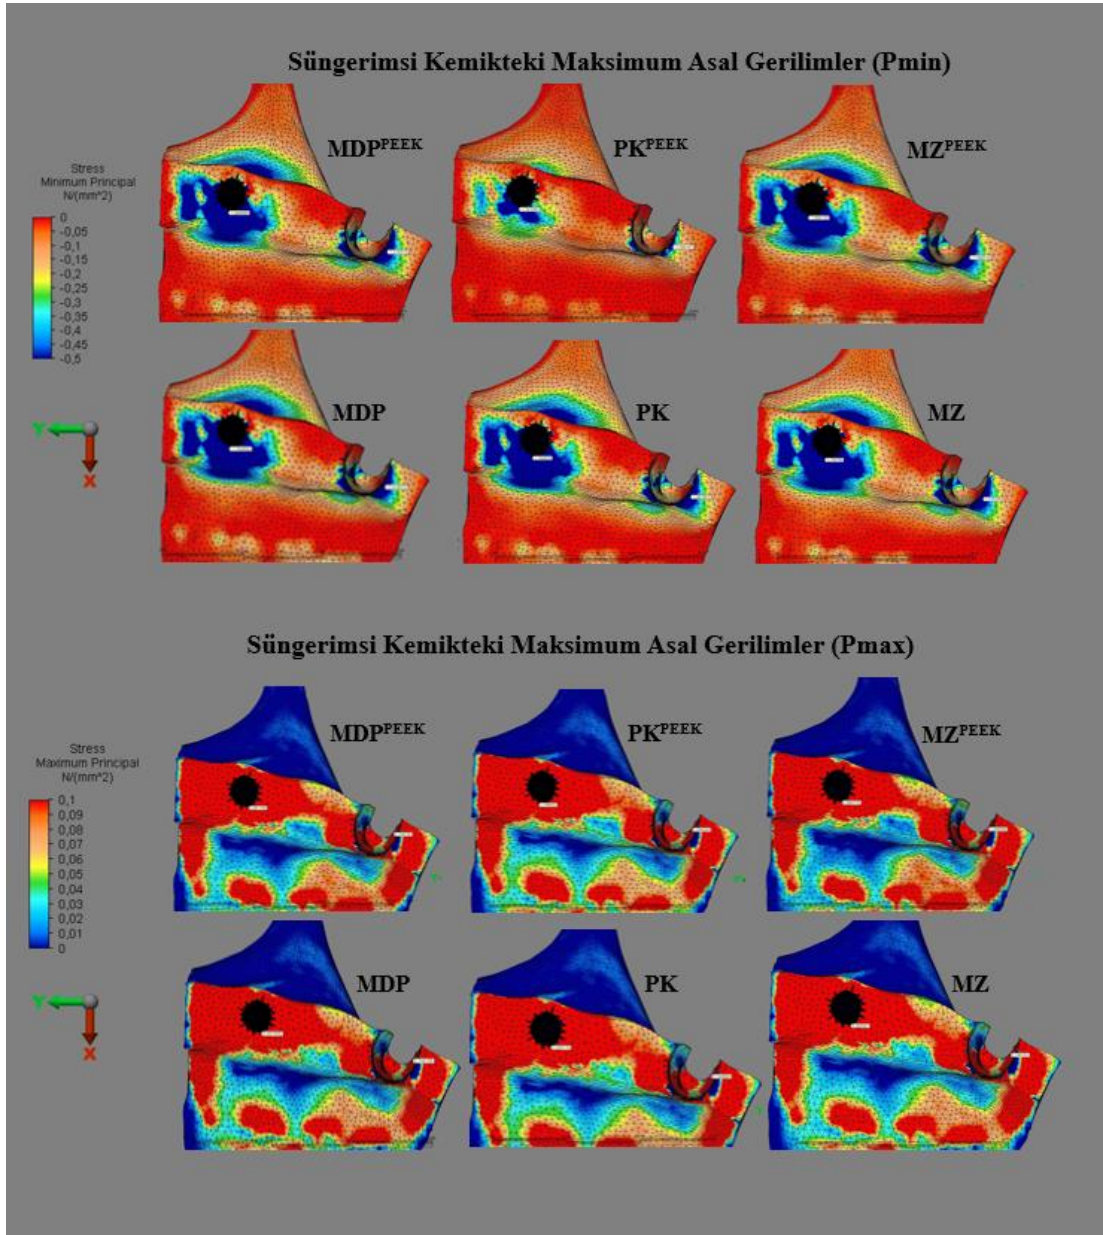 Süngerimsi Kemikteki Maksimum Asal Gerilimler (Pmin)
MDPPEEK
PKPEEK
MZPEEK
Stress
Minimum Principal
N/(mm^2)
0
-0,05
-0,1
-0,15
-0,2
-0,25
-0,3
-0,35
-0,4
-0,45
-0,5
MDP
PK
MZ
Y
X
Süngerimsi Kemikteki Maksimum Asal Gerilimler (Pmax)
MDPPEEK
PKPEEK
MZPEEK
Stress
Maximum Principal
N/(mm^2)
0,1
0,09
0,08
0,07
0,06
0,05
0,04
0,03
0,02
0,01
0
MDP
PK
MZ
Y
X